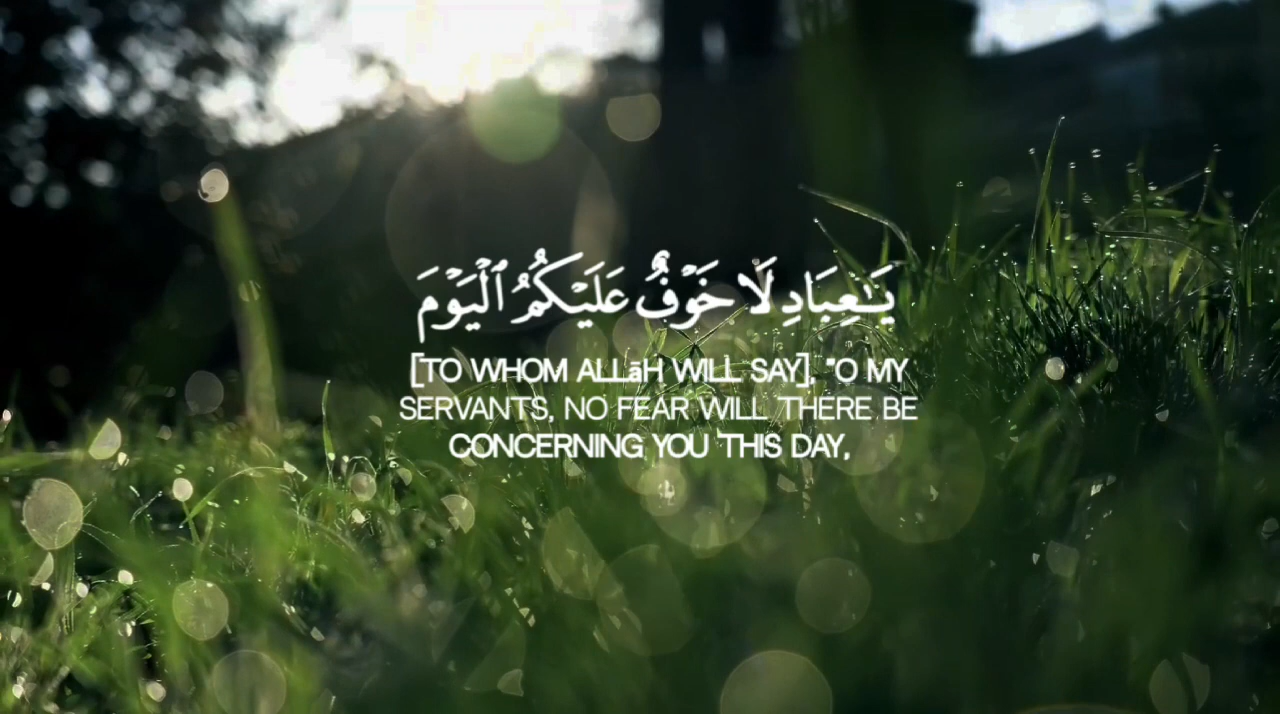 يَـٰعِبَادِ لَا خَوْفٌ عَلَيْكُمُ ٱلْيَوْمَ
[TO WHOM ALLāH WILL SAY], "O MY
SERVANTS, NO FEAR WILL THERE BE
CONCERNING YOU THIS DAY,